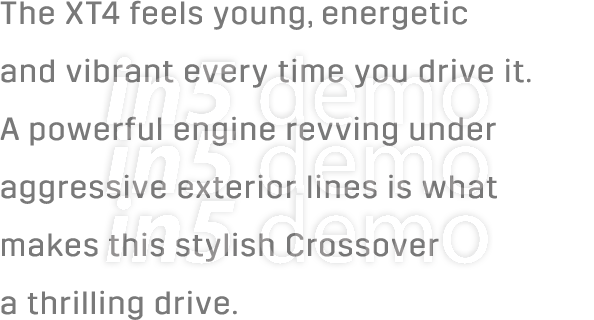 The XT4 feels young, energetic
and vibrant every time you drive it.
in5 demo
A powerful engine revving under
in5 demo
aggressive exterior lines is what
in5 demo
makes this stylish Crossover
a thrilling drive.